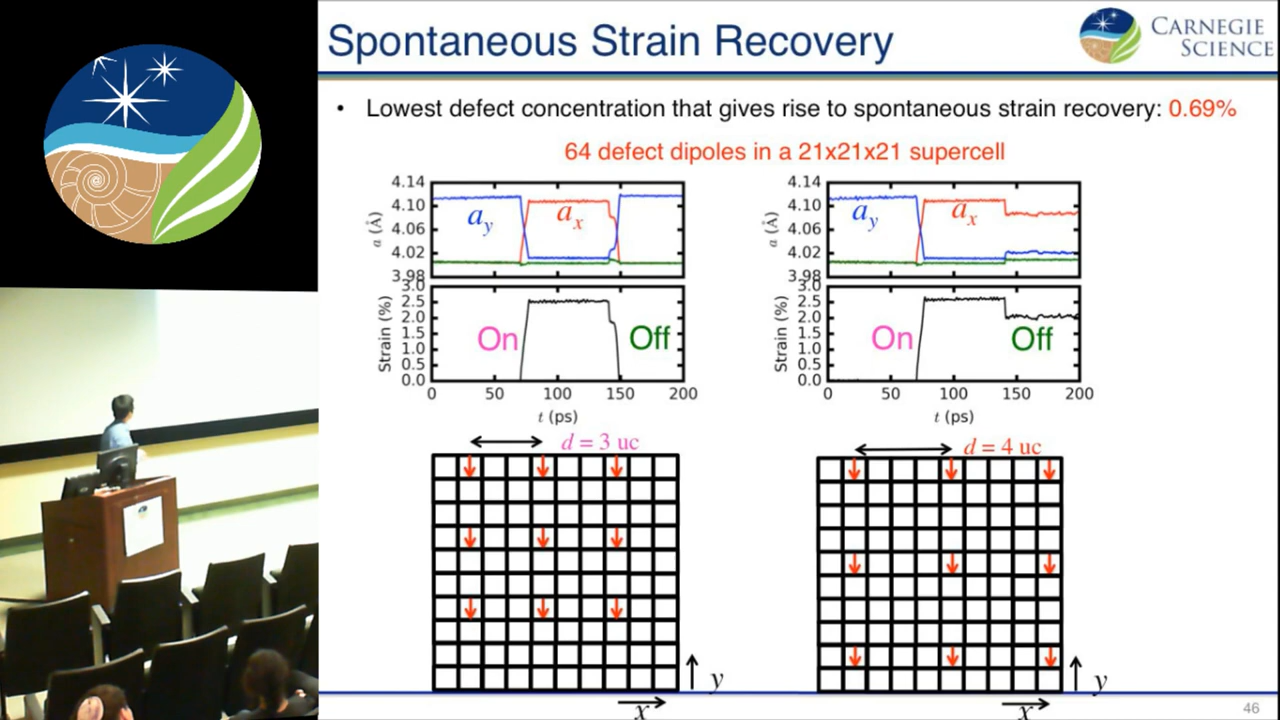 Spontaneous Strain Recovery
CARNEGIE
SCIENCE
• Lowest defect concentration that gives rise to spontaneous strain recovery: 0.69%
64 defect dipoles in a 21x21x21 supercell
4.14
4.10
4.06
4.02
3.98
a (Å)
a_y
a_x
3.0
2.5
2.0
1.5
1.0
0.5
0.0
Strain (%)
On
Off
0 50 100 150 200
t (ps)
d = 3 uc
y
x
4.14
4.10
4.06
4.02
3.98
a (Å)
a_y
a_x
3.0
2.5
2.0
1.5
1.0
0.5
0.0
Strain (%)
On
Off
0 50 100 150 200
t (ps)
d = 4 uc
y
x
46